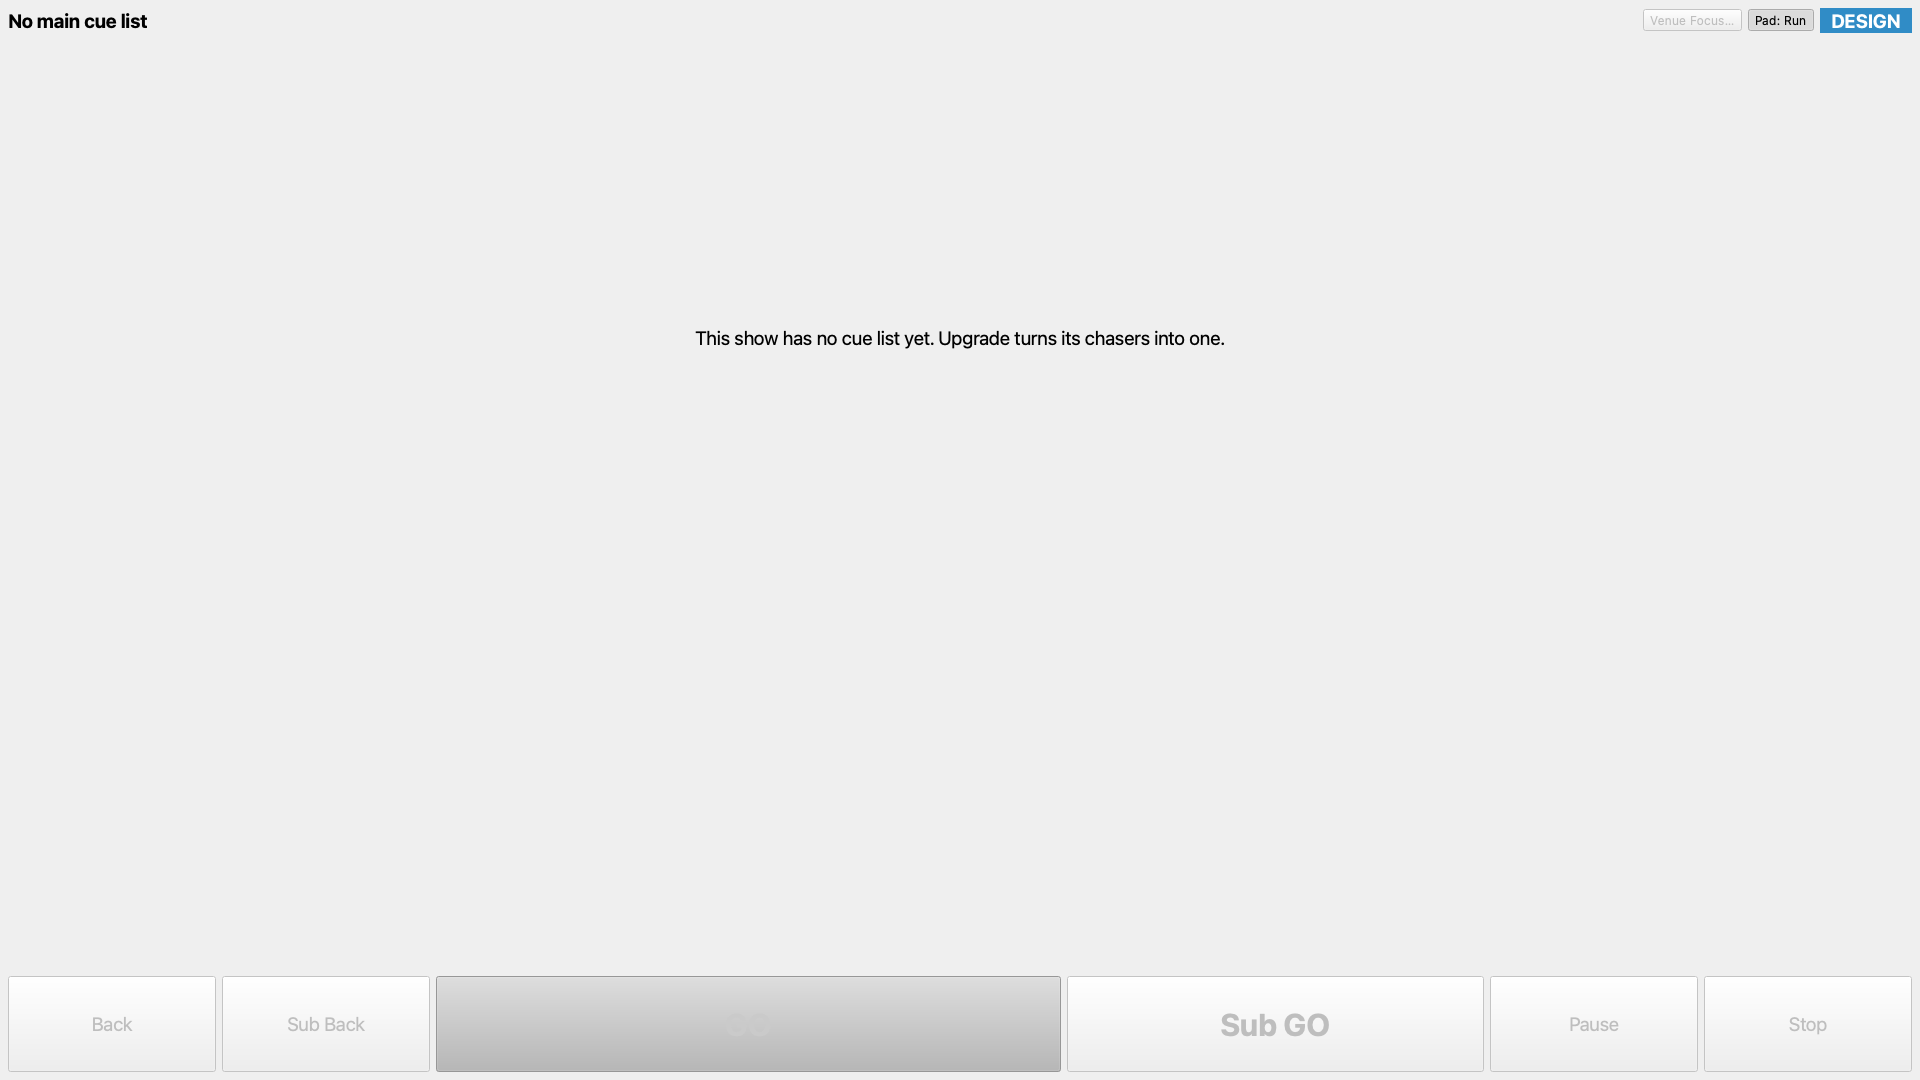 No main cue list
Venue Focus...
Pad: Run
DESIGN
This show has no cue list yet. Upgrade turns its chasers into one.
Back
Sub Back
GO
Sub GO
Pause
Stop